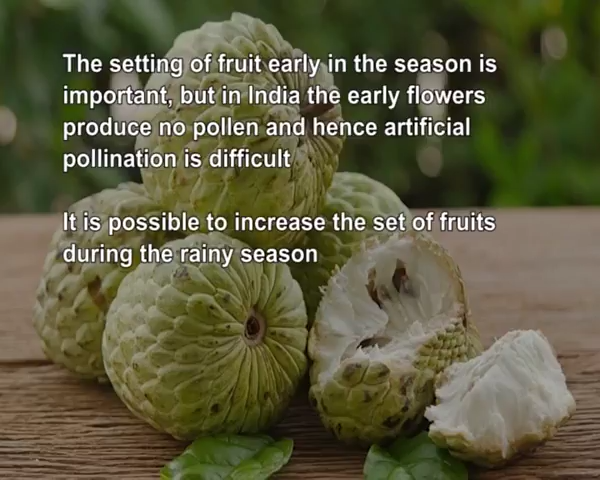 The setting of fruit early in the season is
important, but in India the early flowers
produce no pollen and hence artificial
pollination is difficult
It is possible to increase the set of fruits
during the rainy season